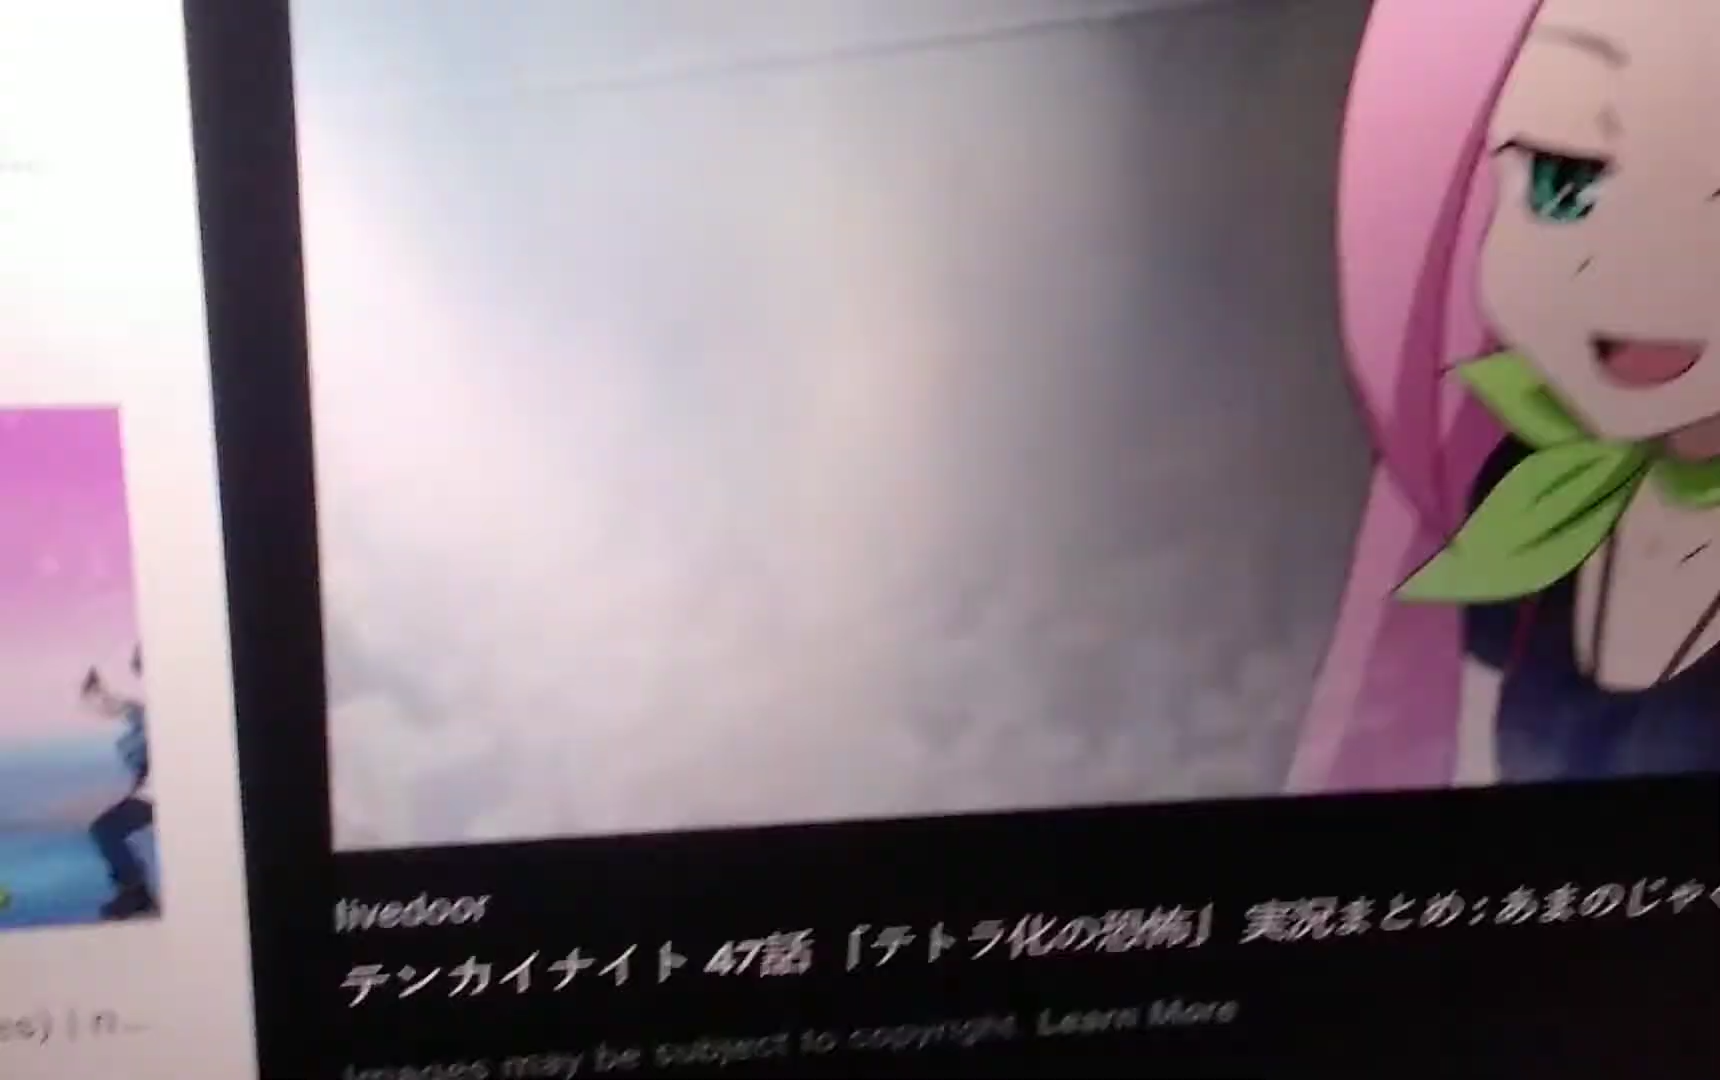 livedoor
テンカイナイト 47話 「テトラ化の恐怖」 実況まとめ : あまのじゃく
Images may be subject to copyright. Learn More
es) | n...